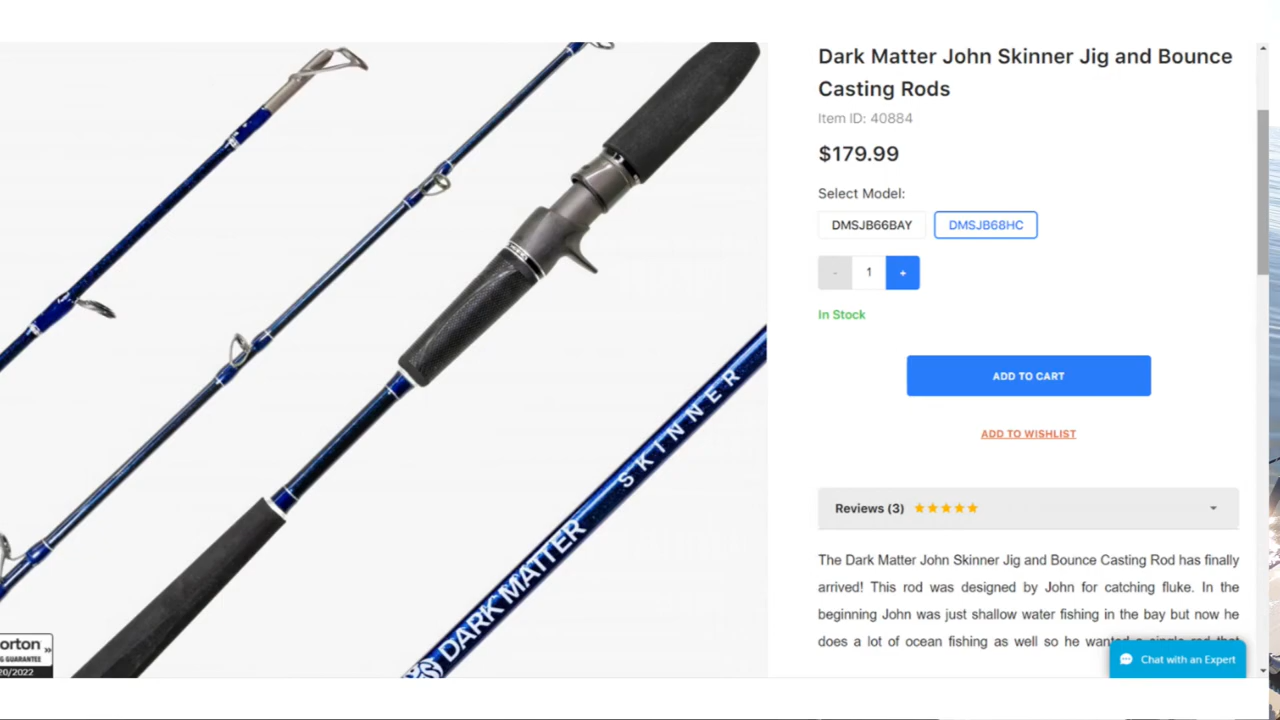 Dark Matter John Skinner Jig and Bounce
Casting Rods
Item ID: 40884
$179.99
Select Model:
DMSJB66BAY DMSJB68HC
- 1 +
In Stock
ADD TO CART
ADD TO WISHLIST
Reviews (3)
The Dark Matter John Skinner Jig and Bounce Casting Rod has finally
arrived! This rod was designed by John for catching fluke. In the
beginning John was just shallow water fishing in the bay but now he
does a lot of ocean fishing as well so he wanted a single rod that
Chat with an Expert
DARK MATTER SKINNER
orton
G GUARANTEE
20/2022